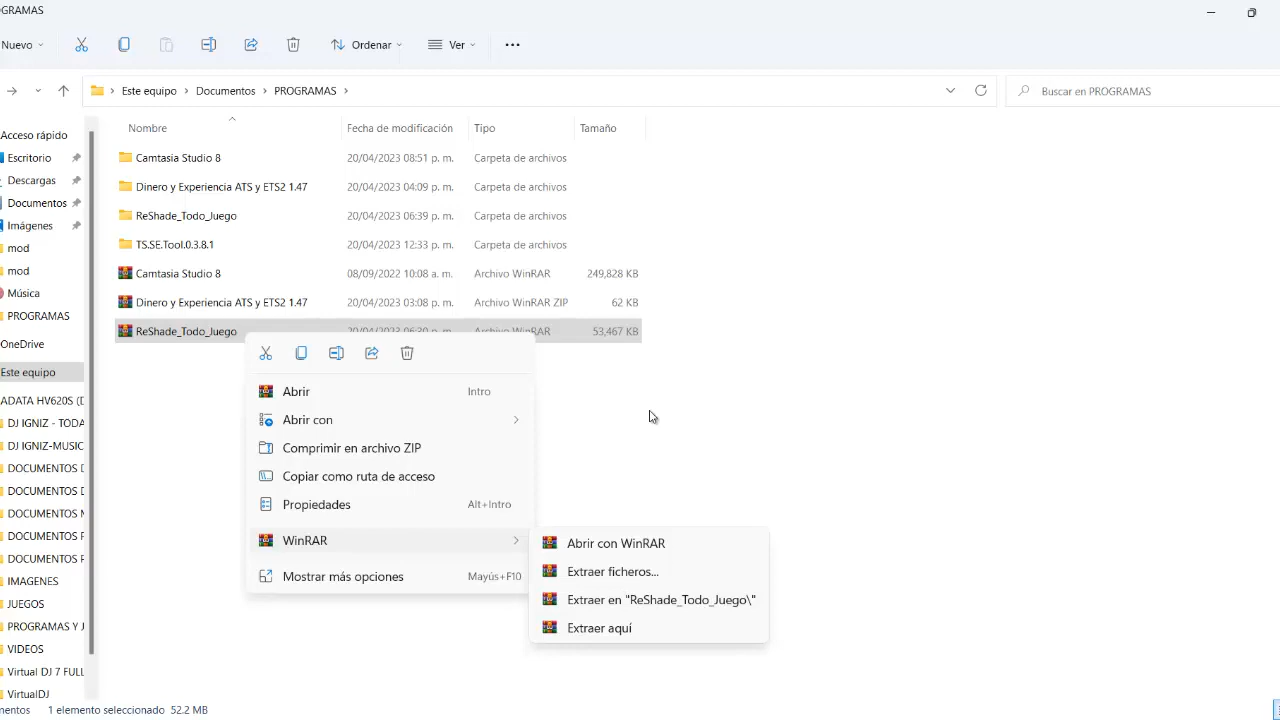 GRAMAS
Nuevo
Ordenar
Ver
Este equipo
Documentos
PROGRAMAS
Buscar en PROGRAMAS
Nombre
Fecha de modificación
Tipo
Tamaño
Camtasia Studio 8
20/04/2023 08:51 p. m.
Carpeta de archivos
Dinero y Experiencia ATS y ETS2 1.47
20/04/2023 04:09 p. m.
Carpeta de archivos
ReShade_Todo_Juego
20/04/2023 06:39 p. m.
Carpeta de archivos
TS.SE.Tool.0.3.8.1
20/04/2023 12:33 p. m.
Carpeta de archivos
Camtasia Studio 8
08/09/2022 10:08 a. m.
Archivo WinRAR
249,828 KB
Dinero y Experiencia ATS y ETS2 1.47
20/04/2023 03:08 p. m.
Archivo WinRAR ZIP
62 KB
ReShade_Todo_Juego
20/04/2023 06:30 p. m.
Archivo WinRAR
53,467 KB
Acceso rápido
Escritorio
Descargas
Documentos
Imágenes
mod
mod
Música
PROGRAMAS
OneDrive
Este equipo
ADATA HV620S (D
DJ IGNIZ - TODA
DJ IGNIZ-MUSIC
DOCUMENTOS D
DOCUMENTOS D
DOCUMENTOS M
DOCUMENTOS P
DOCUMENTOS P
IMAGENES
JUEGOS
PROGRAMAS Y J
VIDEOS
Virtual DJ 7 FULL
VirtualDJ
Abrir
Intro
Abrir con
Comprimir en archivo ZIP
Copiar como ruta de acceso
Propiedades
Alt+Intro
WinRAR
Mostrar más opciones
Mayús+F10
Abrir con WinRAR
Extraer ficheros...
Extraer en "ReShade_Todo_Juego\"
Extraer aquí
mentos
1 elemento seleccionado
52.2 MB